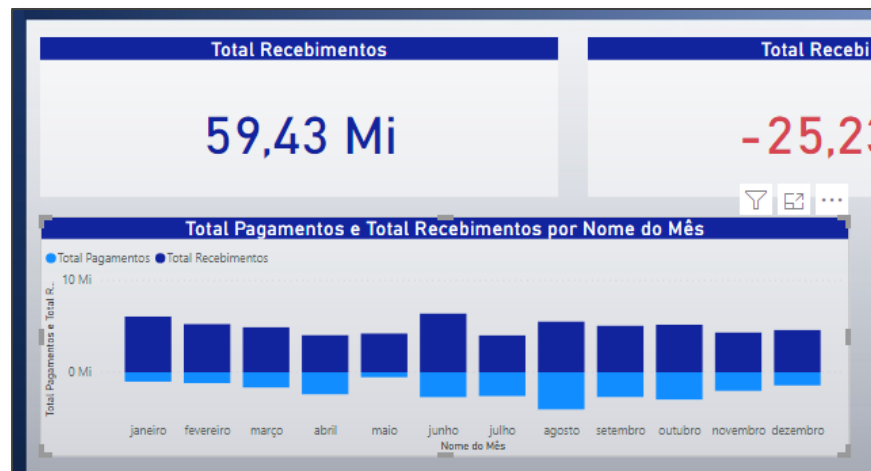 Total Recebimentos
59,43 Mi
Total Recebi
-25,23
Total Pagamentos e Total Recebimentos por Nome do Mês
Total Pagamentos Total Recebimentos
Total Pagamentos e Total R...
10 Mi
0 Mi
janeiro fevereiro março abril maio junho julho agosto setembro outubro novembro dezembro
Nome do Mês